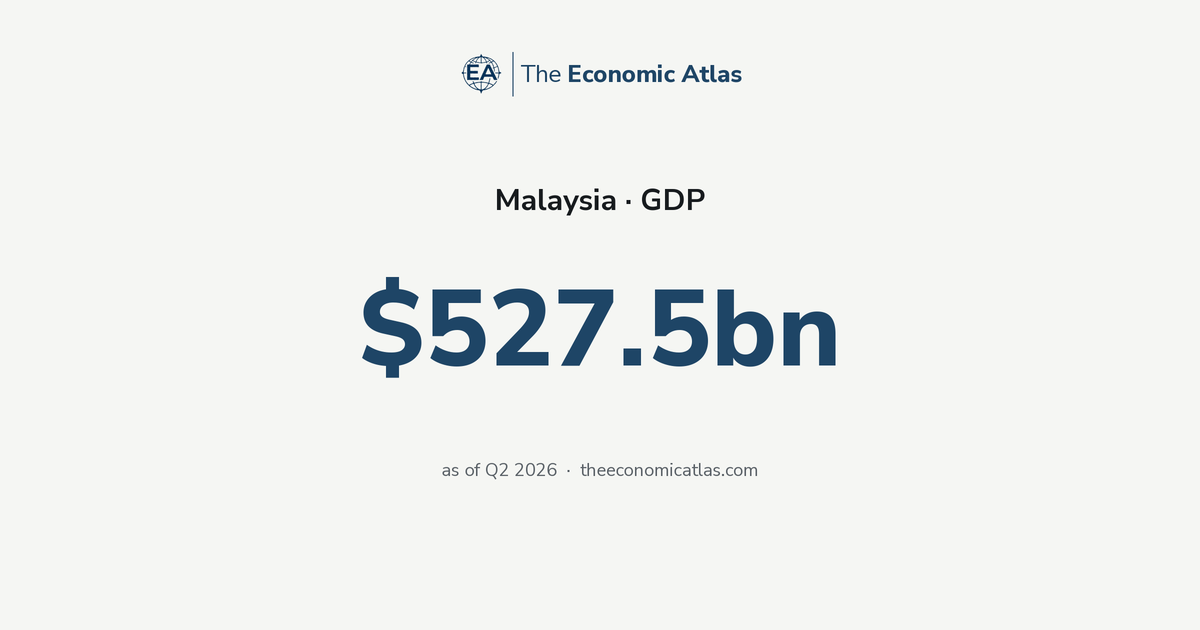 EA The Economic Atlas
Malaysia · GDP
$527.5bn
as of Q2 2026 · theeconomicatlas.com